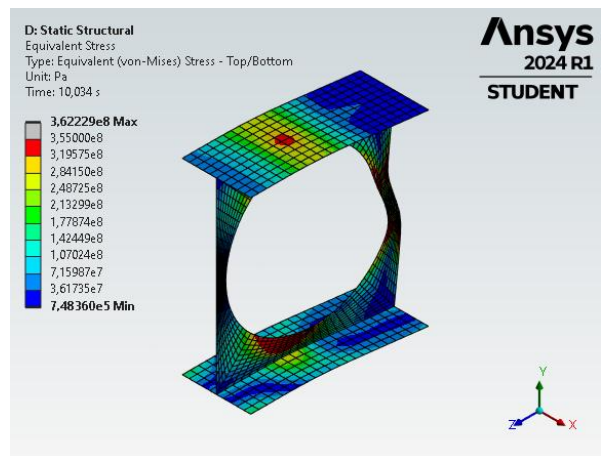 D: Static Structural
Equivalent Stress
Type: Equivalent (von-Mises) Stress - Top/Bottom
Unit: Pa
Time: 10,034 s
3,62229e8 Max
3,55000e8
3,19575e8
2,84150e8
2,48725e8
2,13299e8
1,77874e8
1,42449e8
1,07024e8
7,15987e7
3,61735e7
7,48360e5 Min
Ansys
2024 R1
STUDENT
Y
Z
X